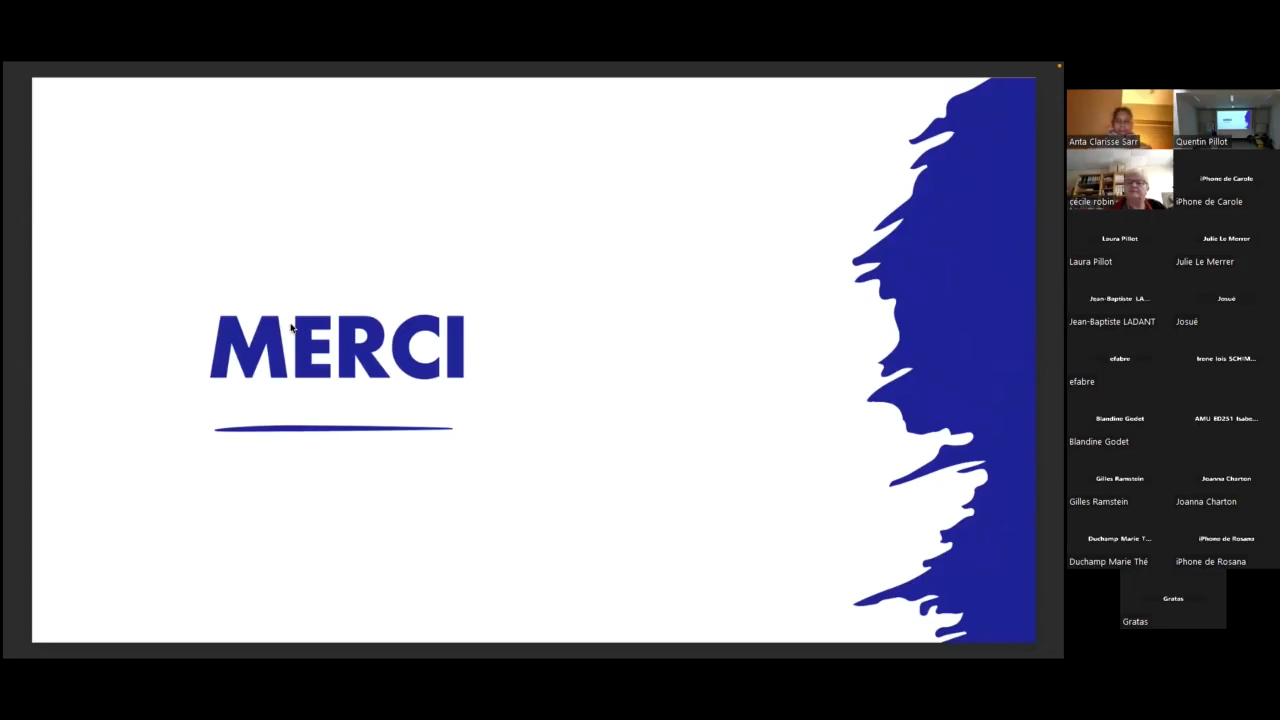 MERCI
Anta Clarisse Sarr
Quentin Pillot
cécile robin
iPhone de Carole
iPhone de Carole
Laura Pillot
Julie Le Merrer
Laura Pillot
Julie Le Merrer
Jean-Baptiste LA...
Josué
Jean-Baptiste LADANT
Josué
efabre
Irene lois SCHIM...
efabre
Blandine Godet
AMU ED251 Isabe...
Blandine Godet
Gilles Ramstein
Joanna Charton
Gilles Ramstein
Joanna Charton
Duchamp Marie T...
iPhone de Rosana
Duchamp Marie Thé
iPhone de Rosana
Gratas
Gratas